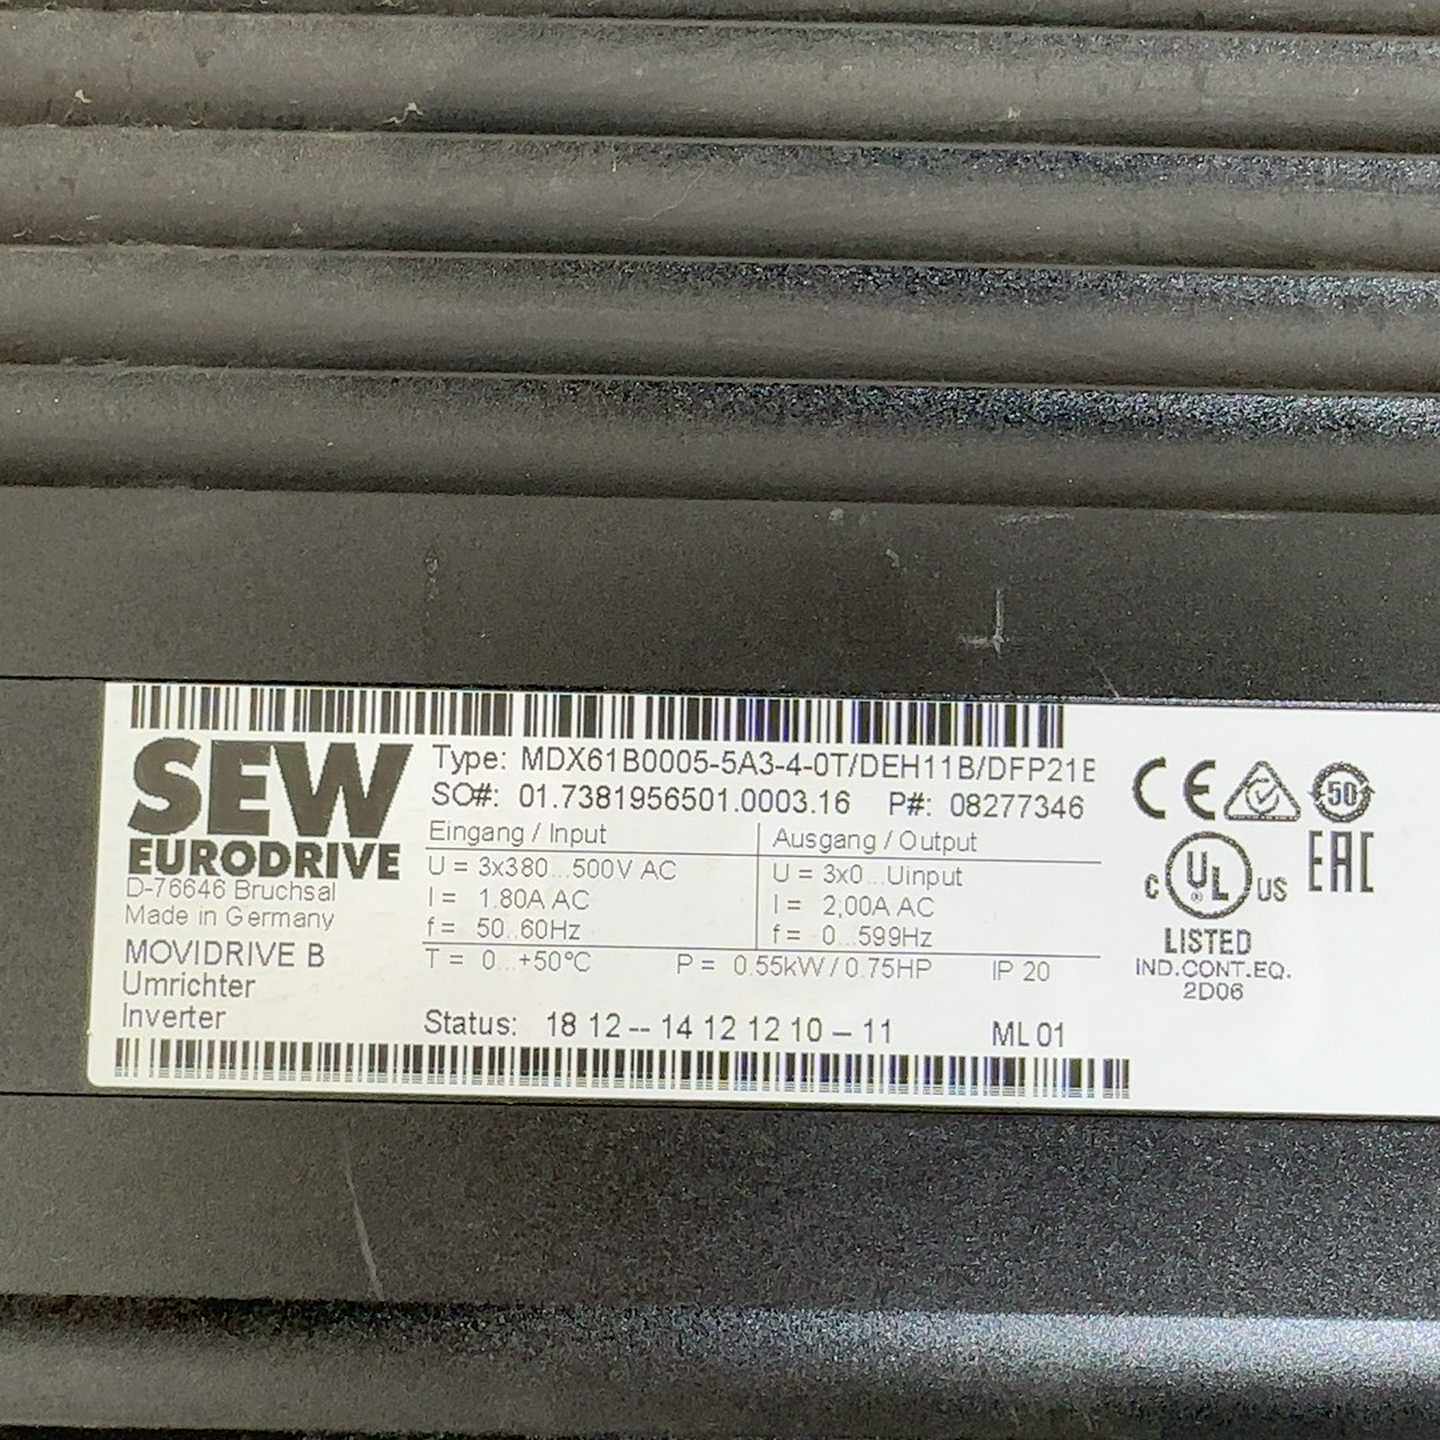 SEW
EURODRIVE
D-76646 Bruchsal
Made in Germany
MOVIDRIVE B
Umrichter
Inverter
Type: MDX61B0005-5A3-4-0T/DEH11B/DFP21B
SO#: 01.7381956501.0003.16 P#: 08277346
Eingang / Input
U = 3x380...500V AC
I = 1.80A AC
f = 50..60Hz
Ausgang / Output
U = 3x0...Uinput
I = 2,00A AC
f = 0...599Hz
T = 0...+50°C P = 0.55kW / 0.75HP IP 20
Status: 18 12 -- 14 12 12 10 – 11 ML 01
CE
50
EAC
C UL US
®
LISTED
IND.CONT.EQ.
2D06